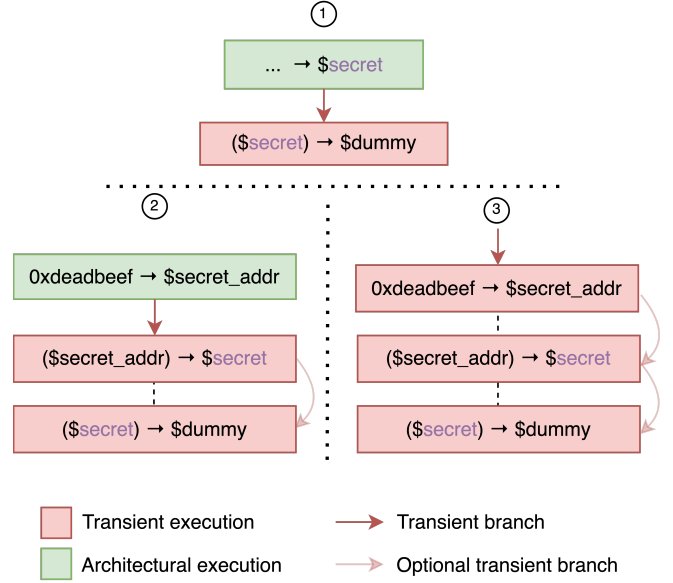 1
... → $secret
($secret) → $dummy
2
0xdeadbeef → $secret_addr
($secret_addr) → $secret
($secret) → $dummy
3
0xdeadbeef → $secret_addr
($secret_addr) → $secret
($secret) → $dummy
Transient execution
Transient branch
Architectural execution
Optional transient branch